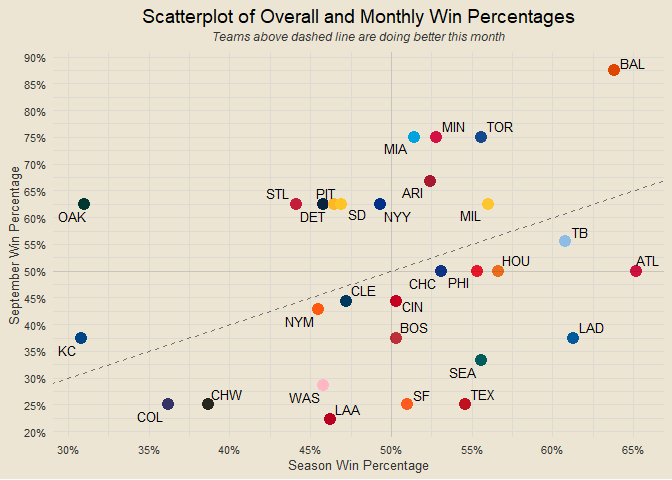 Scatterplot of Overall and Monthly Win Percentages
Teams above dashed line are doing better this month
September Win Percentage
90%
85%
80%
75%
70%
65%
60%
55%
50%
45%
40%
35%
30%
25%
20%
BAL
MIN
TOR
MIA
ARI
STL
PIT
OAK
DET
SD
NYY
MIL
TB
ATL
HOU
CHC
PHI
CLE
CIN
NYM
BOS
LAD
KC
SEA
WAS
CHW
SF
TEX
COL
LAA
30%
35%
40%
45%
50%
55%
60%
65%
Season Win Percentage